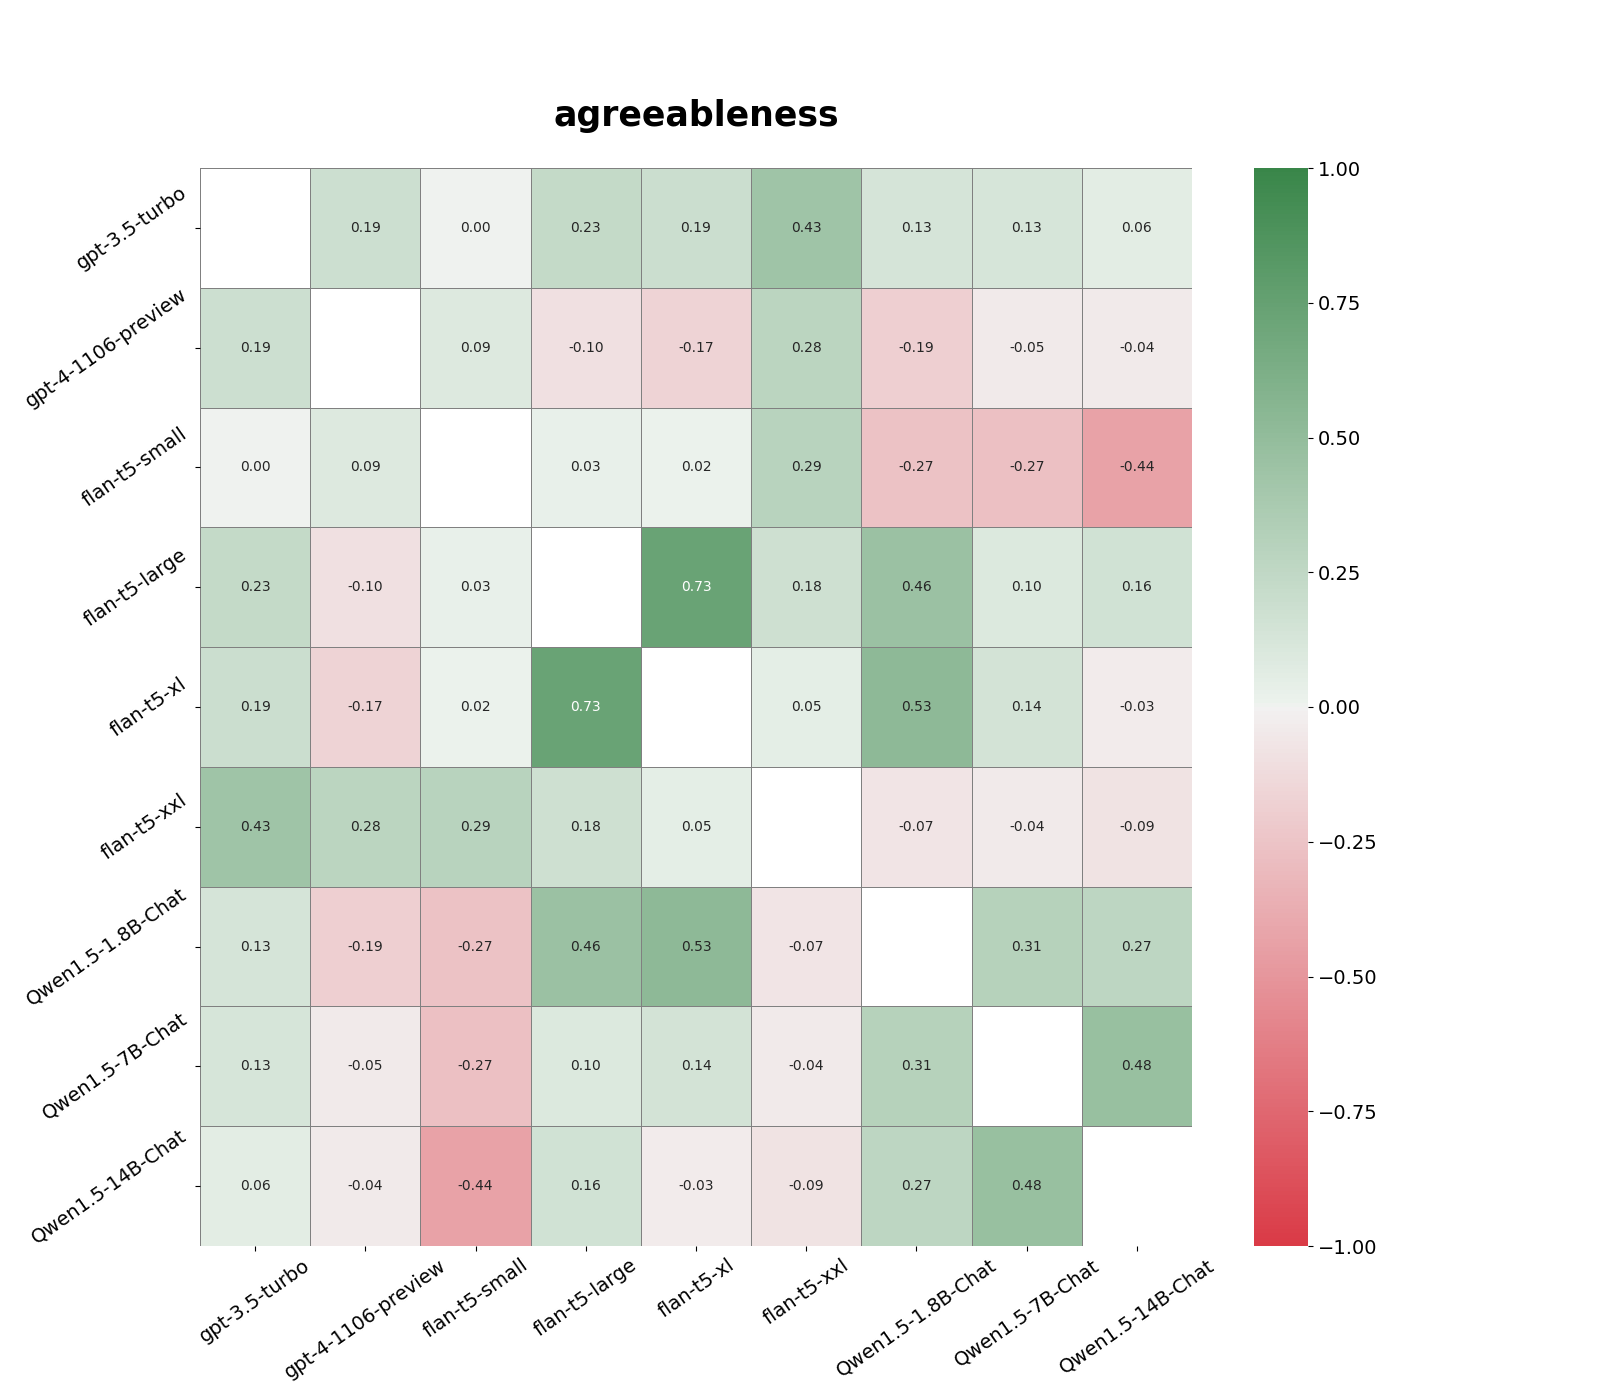 agreeableness
gpt-3.5-turbo 0.19 0.00 0.23 0.19 0.43 0.13 0.13 0.06
gpt-4-1106-preview 0.19 0.09 -0.10 -0.17 0.28 -0.19 -0.05 -0.04
flan-t5-small 0.00 0.09 0.03 0.02 0.29 -0.27 -0.27 -0.44
flan-t5-large 0.23 -0.10 0.03 0.73 0.18 0.46 0.10 0.16
flan-t5-xl 0.19 -0.17 0.02 0.73 0.05 0.53 0.14 -0.03
flan-t5-xxl 0.43 0.28 0.29 0.18 0.05 -0.07 -0.04 -0.09
Qwen1.5-1.8B-Chat 0.13 -0.19 -0.27 0.46 0.53 -0.07 0.31 0.27
Qwen1.5-7B-Chat 0.13 -0.05 -0.27 0.10 0.14 -0.04 0.31 0.48
Qwen1.5-14B-Chat 0.06 -0.04 -0.44 0.16 -0.03 -0.09 0.27 0.48
gpt-3.5-turbo gpt-4-1106-preview flan-t5-small flan-t5-large flan-t5-xl flan-t5-xxl Qwen1.5-1.8B-Chat Qwen1.5-7B-Chat Qwen1.5-14B-Chat
1.00
0.75
0.50
0.25
0.00
−0.25
−0.50
−0.75
−1.00